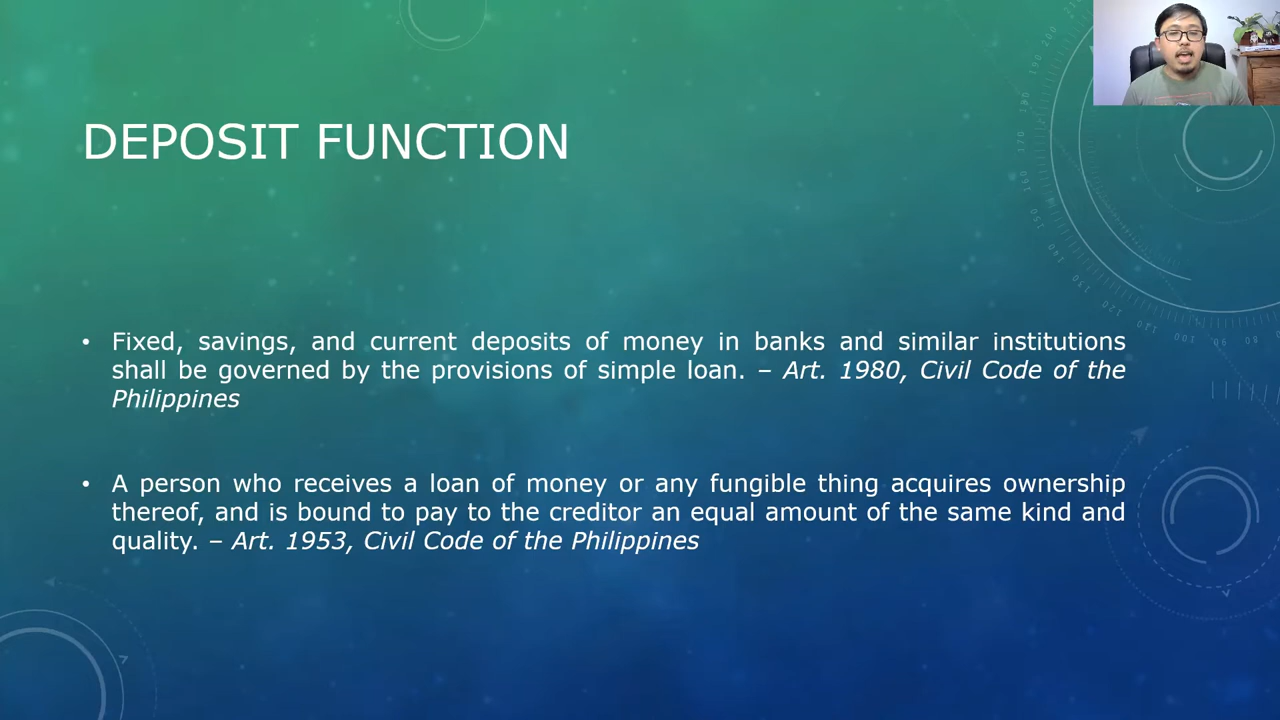 DEPOSIT FUNCTION
• Fixed, savings, and current deposits of money in banks and similar institutions
shall be governed by the provisions of simple loan. – Art. 1980, Civil Code of the
Philippines
• A person who receives a loan of money or any fungible thing acquires ownership
thereof, and is bound to pay to the creditor an equal amount of the same kind and
quality. – Art. 1953, Civil Code of the Philippines